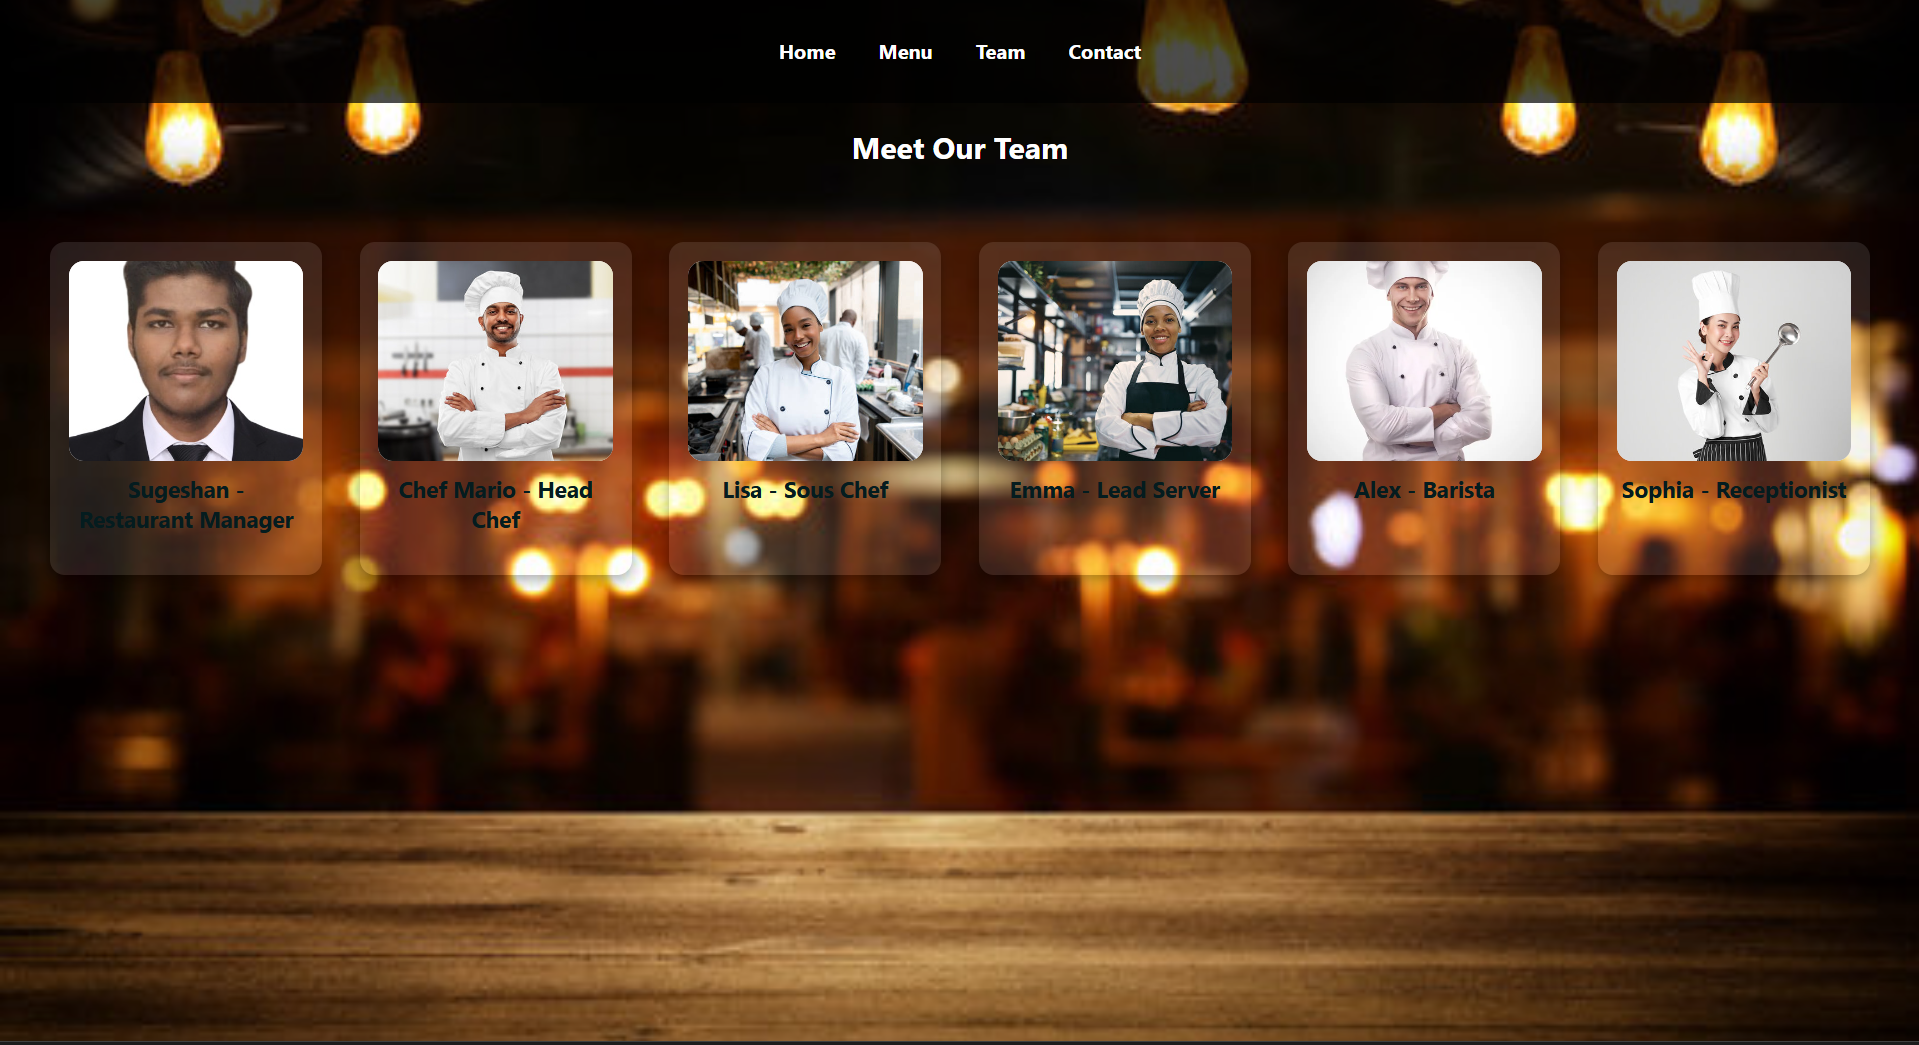 Home Menu Team Contact
Meet Our Team
Sugeshan -
Restaurant Manager
Chef Mario - Head
Chef
Lisa - Sous Chef
Emma - Lead Server
Alex - Barista
Sophia - Receptionist